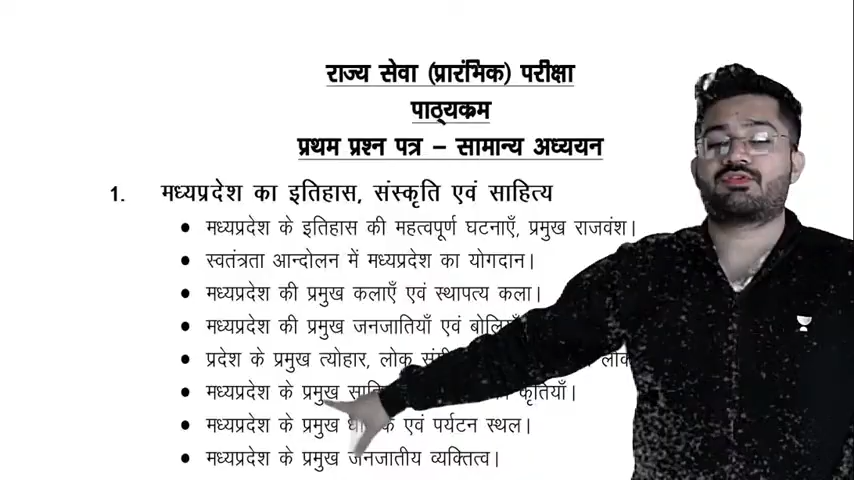 राज्य सेवा (प्रारंभिक) परीक्षा
पाठ्यक्रम
प्रथम प्रश्न पत्र – सामान्य अध्ययन
1. मध्यप्रदेश का इतिहास, संस्कृति एवं साहित्य
• मध्यप्रदेश के इतिहास की महत्वपूर्ण घटनाएँ, प्रमुख राजवंश।
• स्वतंत्रता आन्दोलन में मध्यप्रदेश का योगदान।
• मध्यप्रदेश की प्रमुख कलाएँ एवं स्थापत्य कला।
• मध्यप्रदेश की प्रमुख जनजातियाँ एवं
• प्रदेश के प्रमुख त्योहार, लोक
• मध्यप्रदेश के प्रमुख कृतियाँ।
• मध्यप्रदेश के प्रमुख एवं पर्यटन स्थल।
• मध्यप्रदेश के प्रमुख जनजातीय व्यक्तित्व।